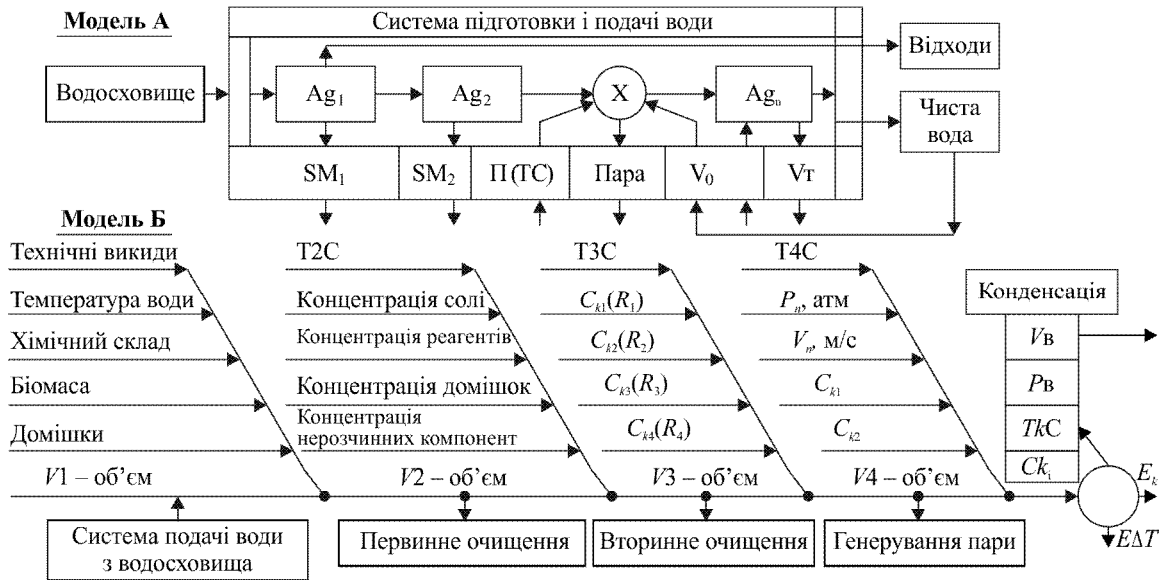 Модель А
Система підготовки і подачі води
Відходи
Водосховище
Ag₁
Ag₂
X
Agₙ
Чиста
вода
SM₁
SM₂
П(ТС)
Пара
V₀
Vт
Модель Б
Технічні викиди
Температура води
Хімічний склад
Біомаса
Домішки
V1 – об’єм
Т2С
Концентрація солі
Концентрація реагентів
Концентрація домішок
Концентрація
нерозчинних компонент
V2 – об’єм
Т3С
Cₖ₁(R₁)
Cₖ₂(R₂)
Cₖ₃(R₃)
Cₖ₄(R₄)
V3 – об’єм
Т4С
Pₙ, атм
Vₙ, м/с
Cₖ₁
Cₖ₂
V4 – об’єм
Конденсація
Vв
Pв
TkC
Ckᵢ
Eₖ
EΔT
Система подачі води
з водосховища
Первинне очищення
Вторинне очищення
Генерування пари